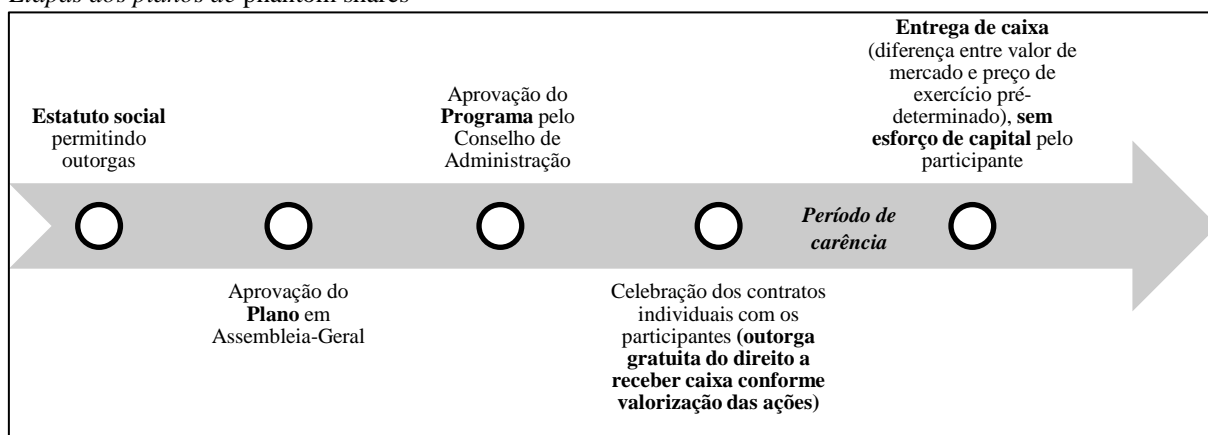 Etapas dos planos de phantom shares
Estatuto social
permitindo
outorgas
Aprovação do
Plano em
Assembleia-Geral
Aprovação do
Programa pelo
Conselho de
Administração
Celebração dos contratos
individuais com os
participantes (outorga
gratuita do direito a
receber caixa conforme
valorização das ações)
Período de
carência
Entrega de caixa
(diferença entre valor de
mercado e preço de
exercício pré-
determinado), sem
esforço de capital pelo
participante